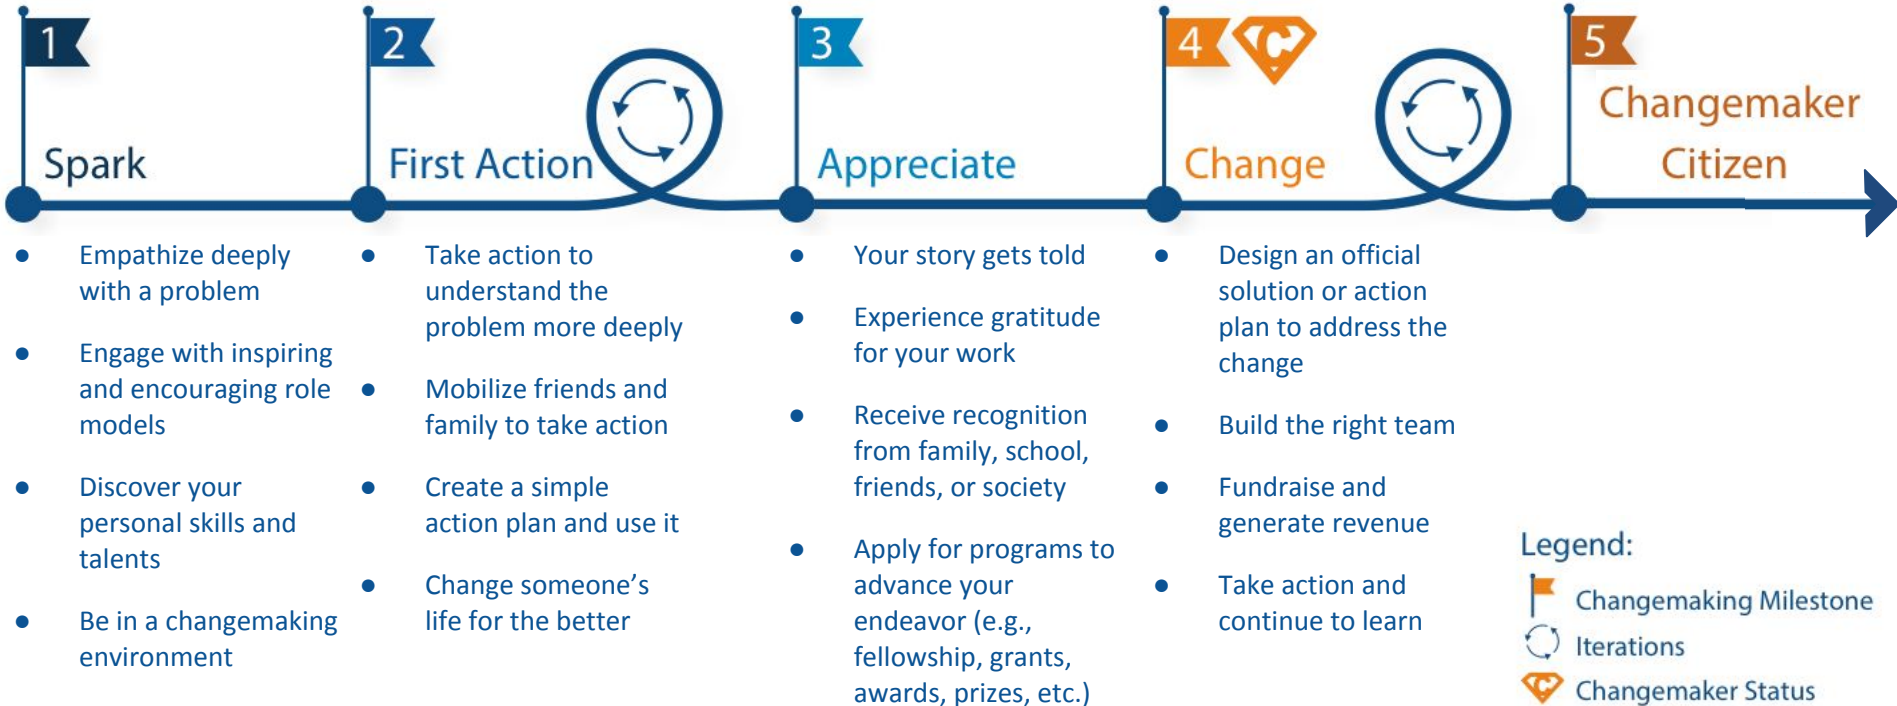 1
Spark
● Empathize deeply
with a problem
● Engage with inspiring
and encouraging role
models
● Discover your
personal skills and
talents
● Be in a changemaking
environment
2
First Action
● Take action to
understand the
problem more deeply
● Mobilize friends and
family to take action
● Create a simple
action plan and use it
● Change someone’s
life for the better
3
Appreciate
● Your story gets told
● Experience gratitude
for your work
● Receive recognition
from family, school,
friends, or society
● Apply for programs to
advance your
endeavor (e.g.,
fellowship, grants,
awards, prizes, etc.)
4
C
Change
● Design an official
solution or action
plan to address the
change
● Build the right team
● Fundraise and
generate revenue
● Take action and
continue to learn
5
Changemaker
Citizen
Legend:
Changemaking Milestone
Iterations
C Changemaker Status